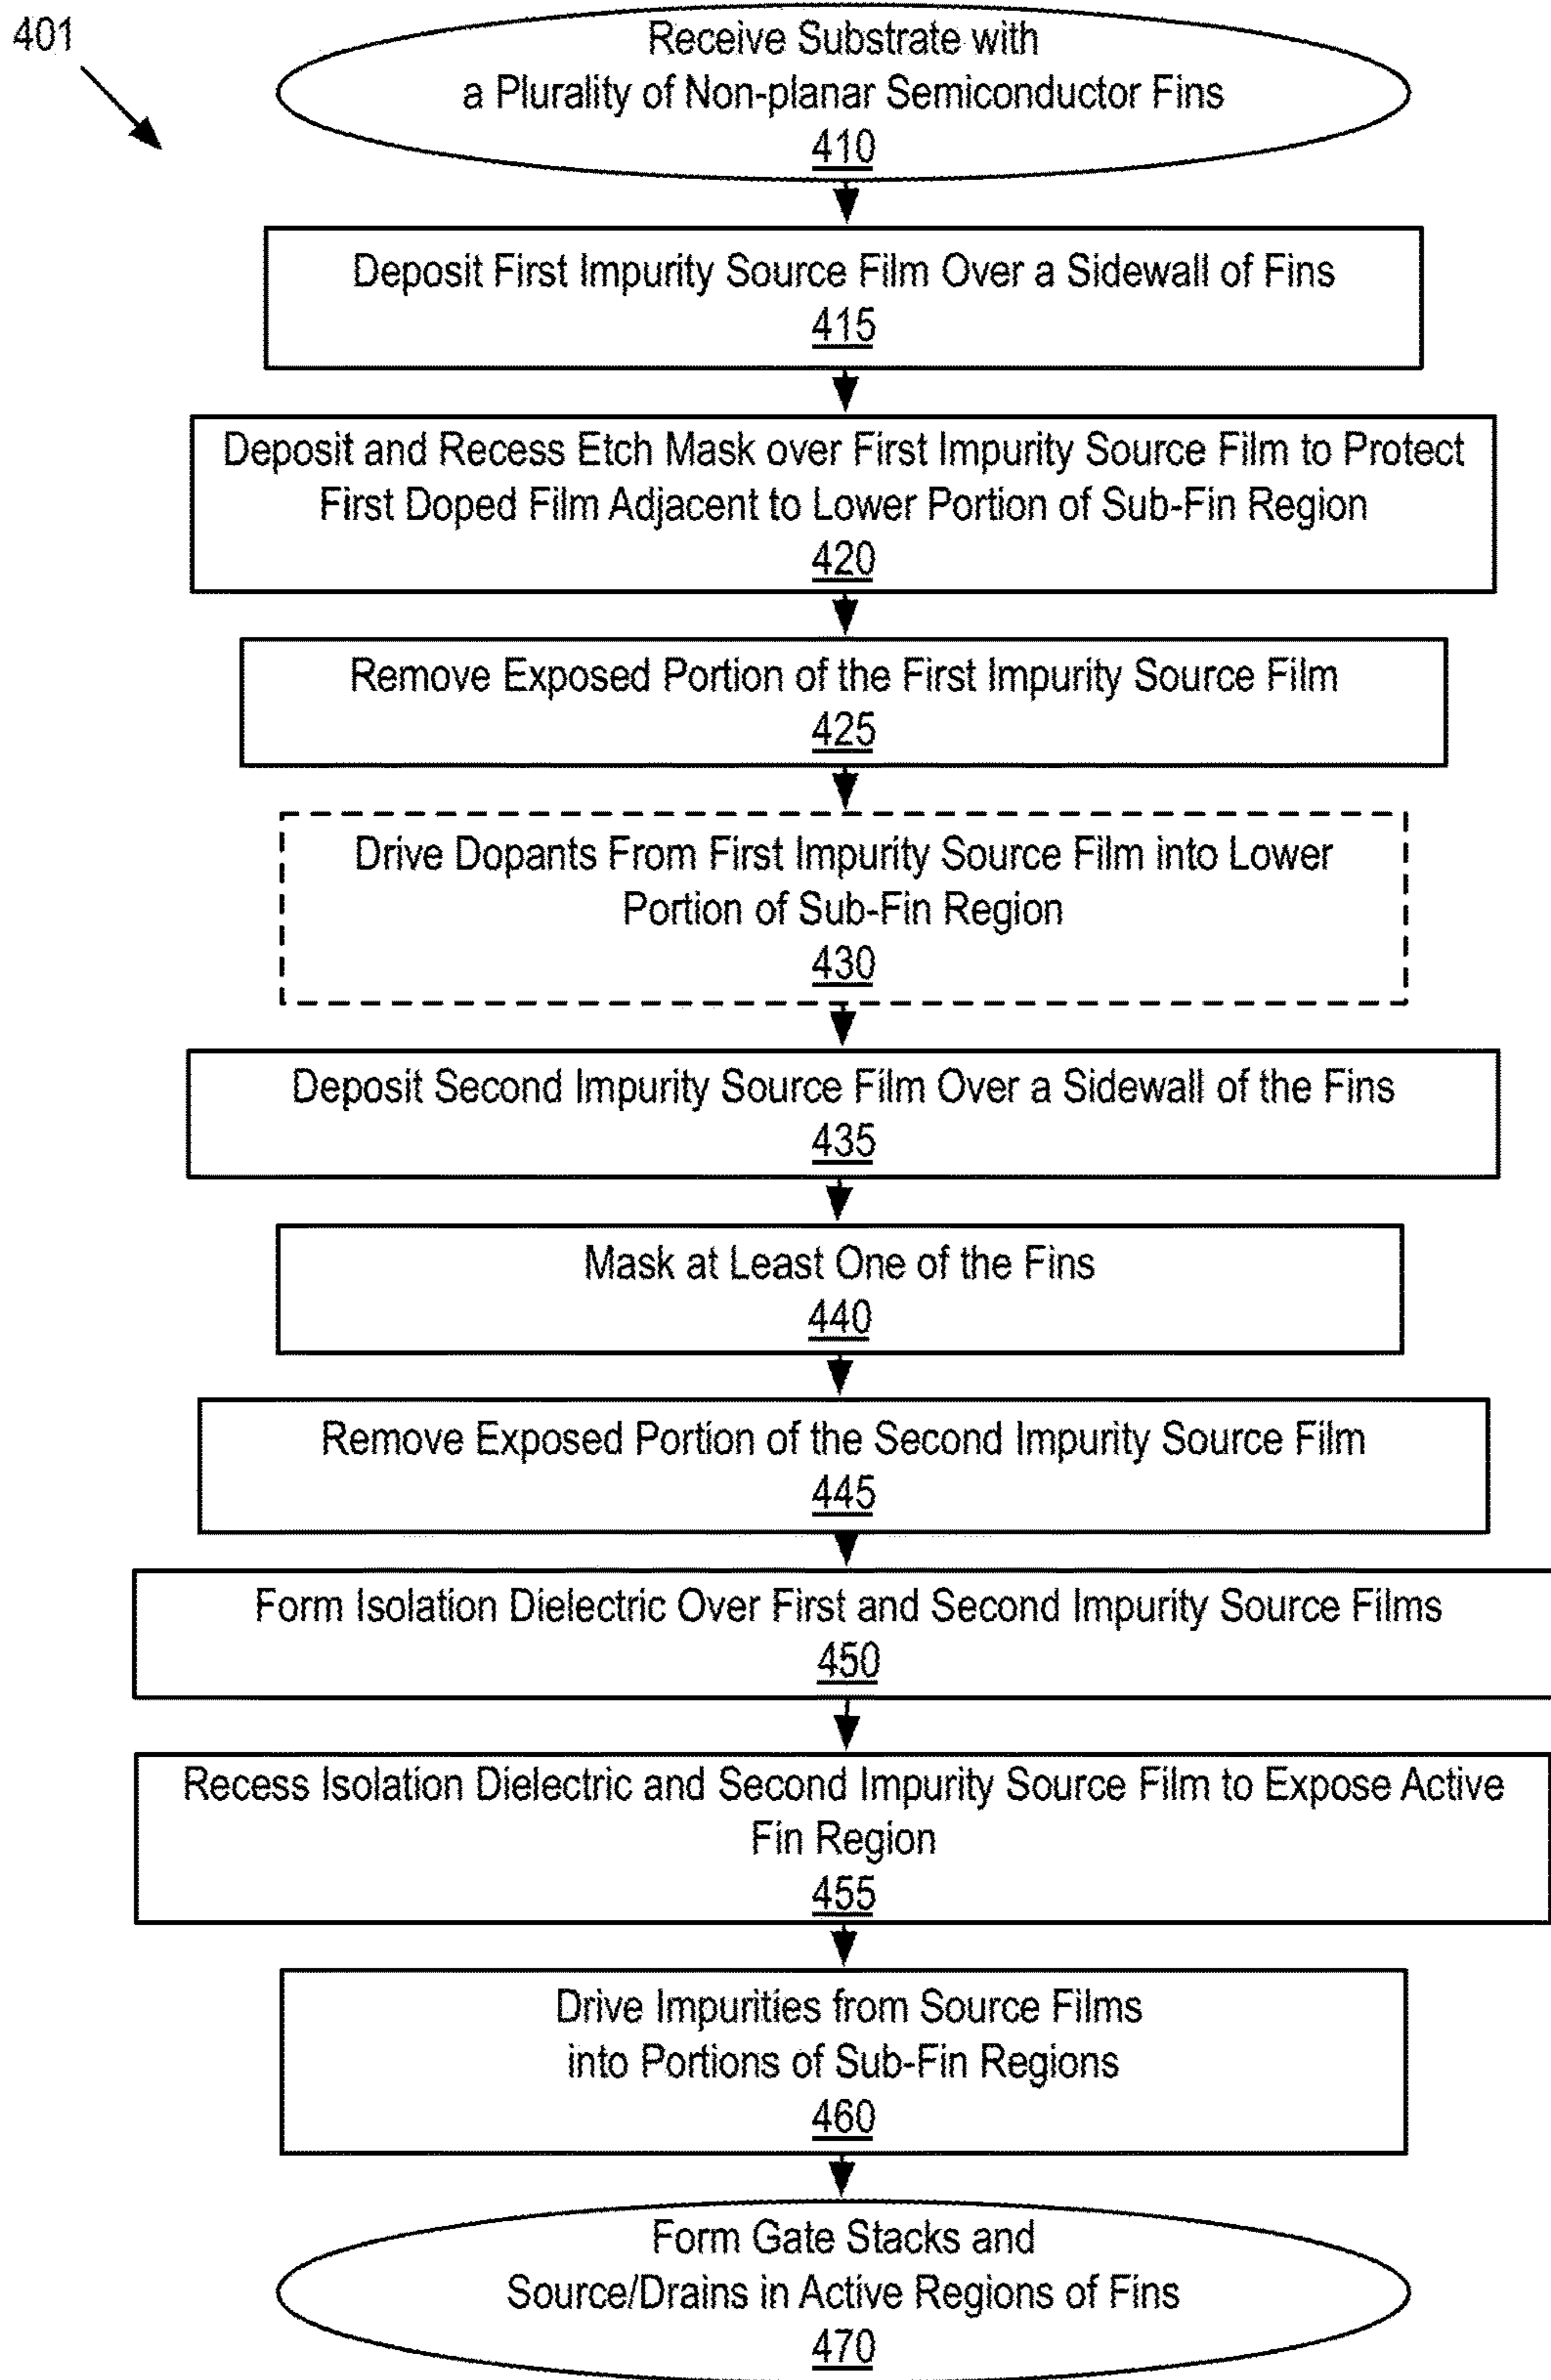 401
Receive Substrate with
a Plurality of Non-planar Semiconductor Fins
410
Deposit First Impurity Source Film Over a Sidewall of Fins
415
Deposit and Recess Etch Mask over First Impurity Source Film to Protect
First Doped Film Adjacent to Lower Portion of Sub-Fin Region
420
Remove Exposed Portion of the First Impurity Source Film
425
Drive Dopants From First Impurity Source Film into Lower
Portion of Sub-Fin Region
430
Deposit Second Impurity Source Film Over a Sidewall of the Fins
435
Mask at Least One of the Fins
440
Remove Exposed Portion of the Second Impurity Source Film
445
Form Isolation Dielectric Over First and Second Impurity Source Films
450
Recess Isolation Dielectric and Second Impurity Source Film to Expose Active
Fin Region
455
Drive Impurities from Source Films
into Portions of Sub-Fin Regions
460
Form Gate Stacks and
Source/Drains in Active Regions of Fins
470